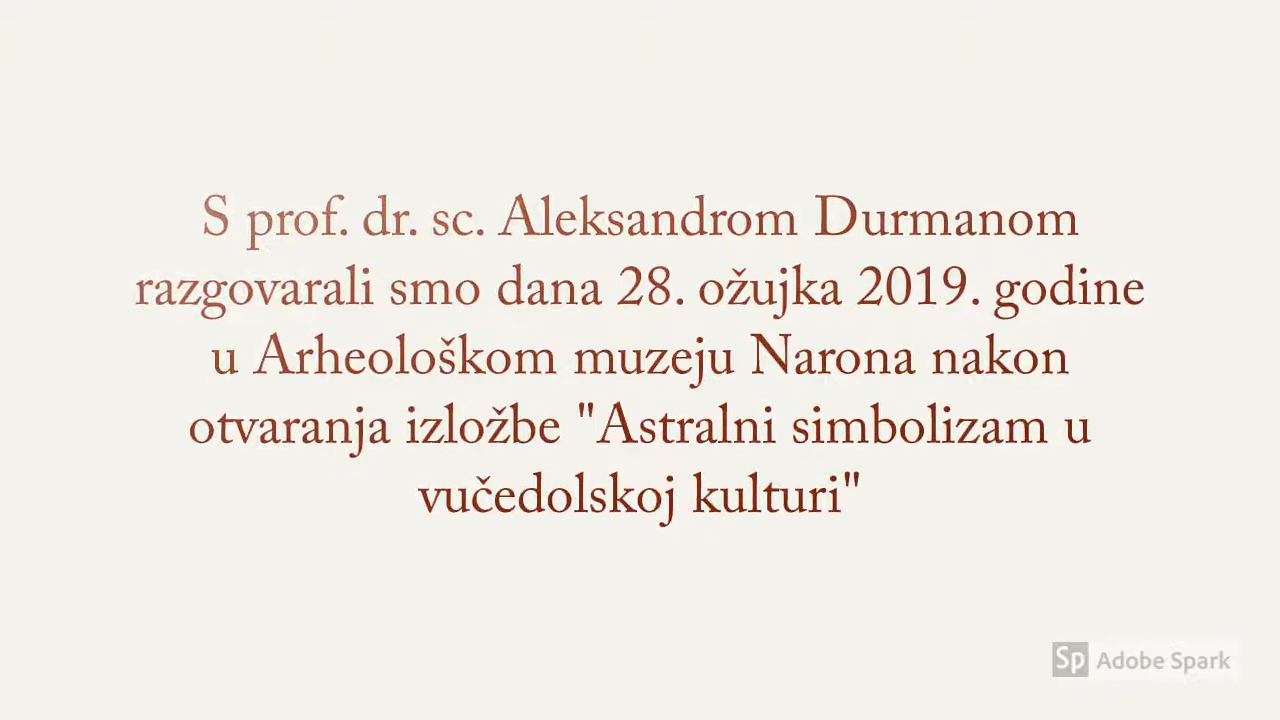 S prof. dr. sc. Aleksandrom Durmanom
razgovarali smo dana 28. ožujka 2019. godine
u Arheološkom muzeju Narona nakon
otvaranja izložbe "Astralni simbolizam u
vučedolskoj kulturi"
Sp Adobe Spark